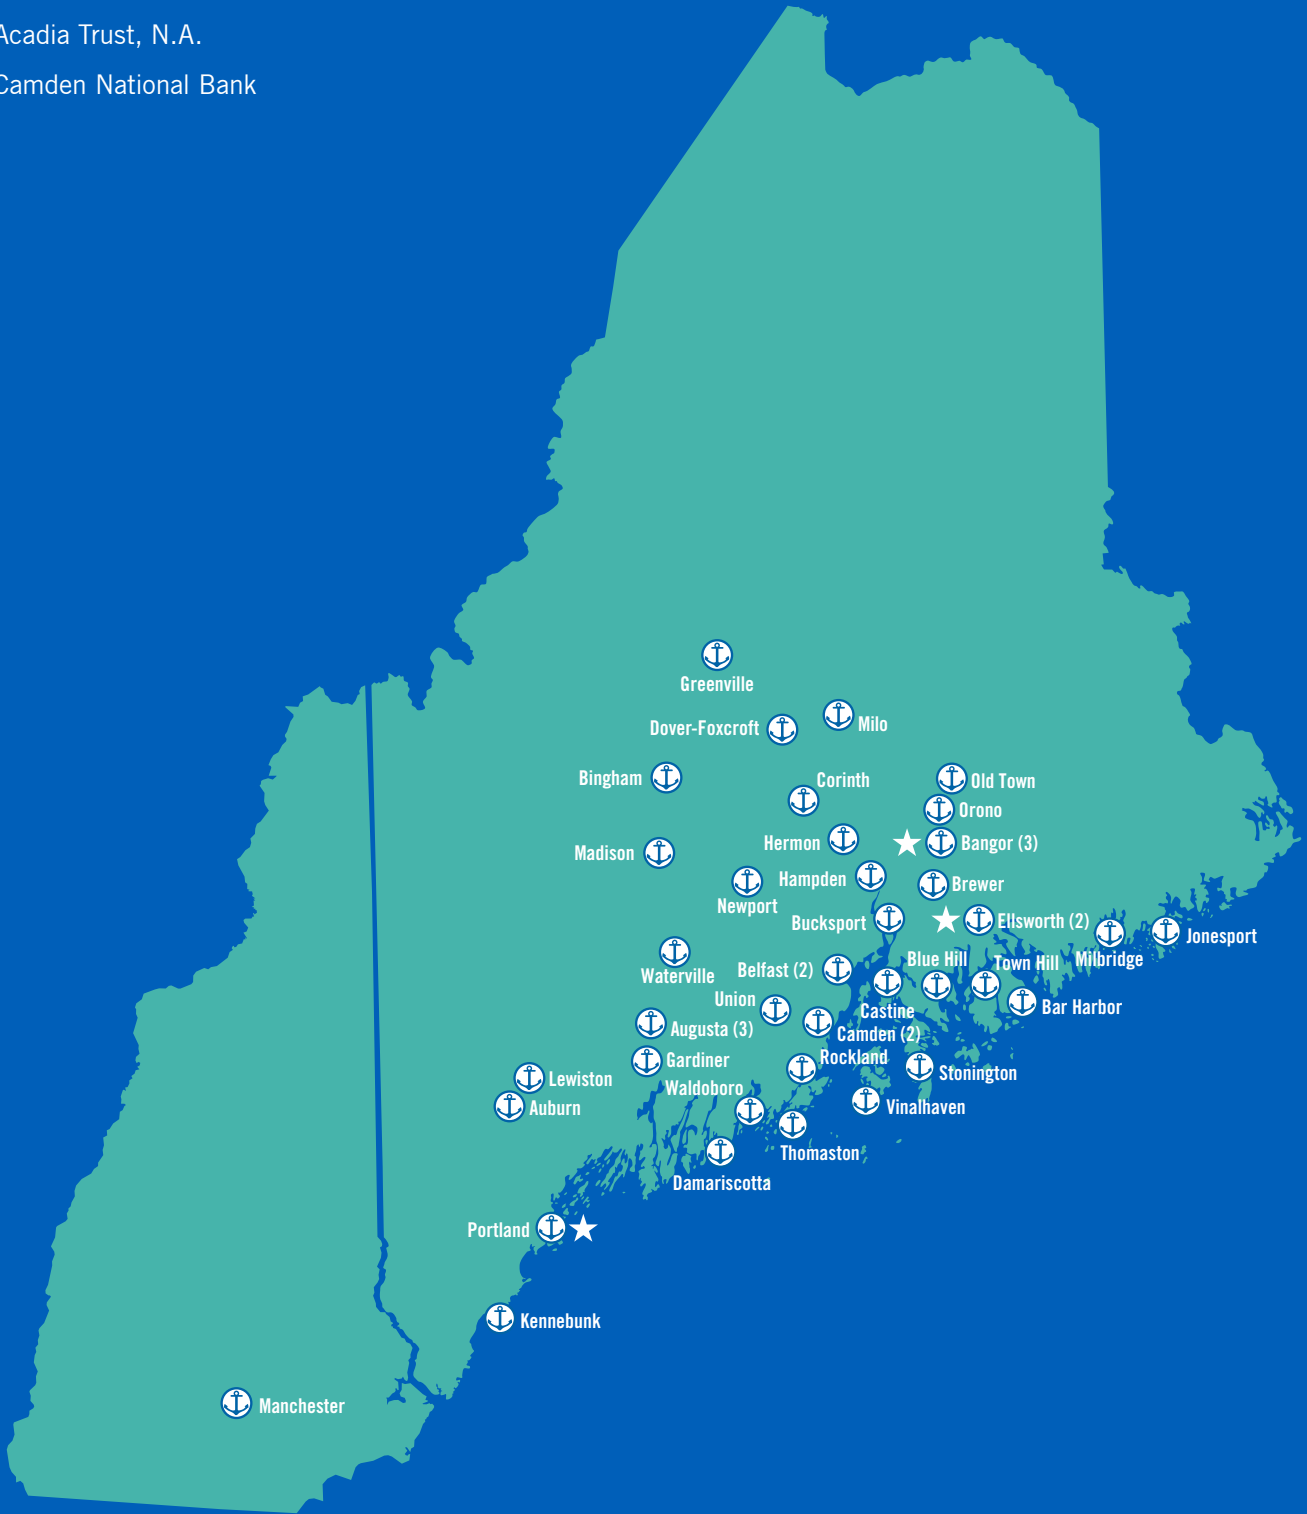 Acadia Trust, N.A.
Camden National Bank
Greenville
Dover-Foxcroft
Milo
Bingham
Corinth
Old Town
Orono
Hermon
Bangor (3)
Madison
Hampden
Brewer
Newport
Bucksport
Ellsworth (2)
Jonesport
Milbridge
Blue Hill
Town Hill
Waterville
Belfast (2)
Union
Castine
Bar Harbor
Augusta (3)
Camden (2)
Gardiner
Rockland
Stonington
Lewiston
Waldoboro
Auburn
Vinalhaven
Thomaston
Damariscotta
Portland
Kennebunk
Manchester